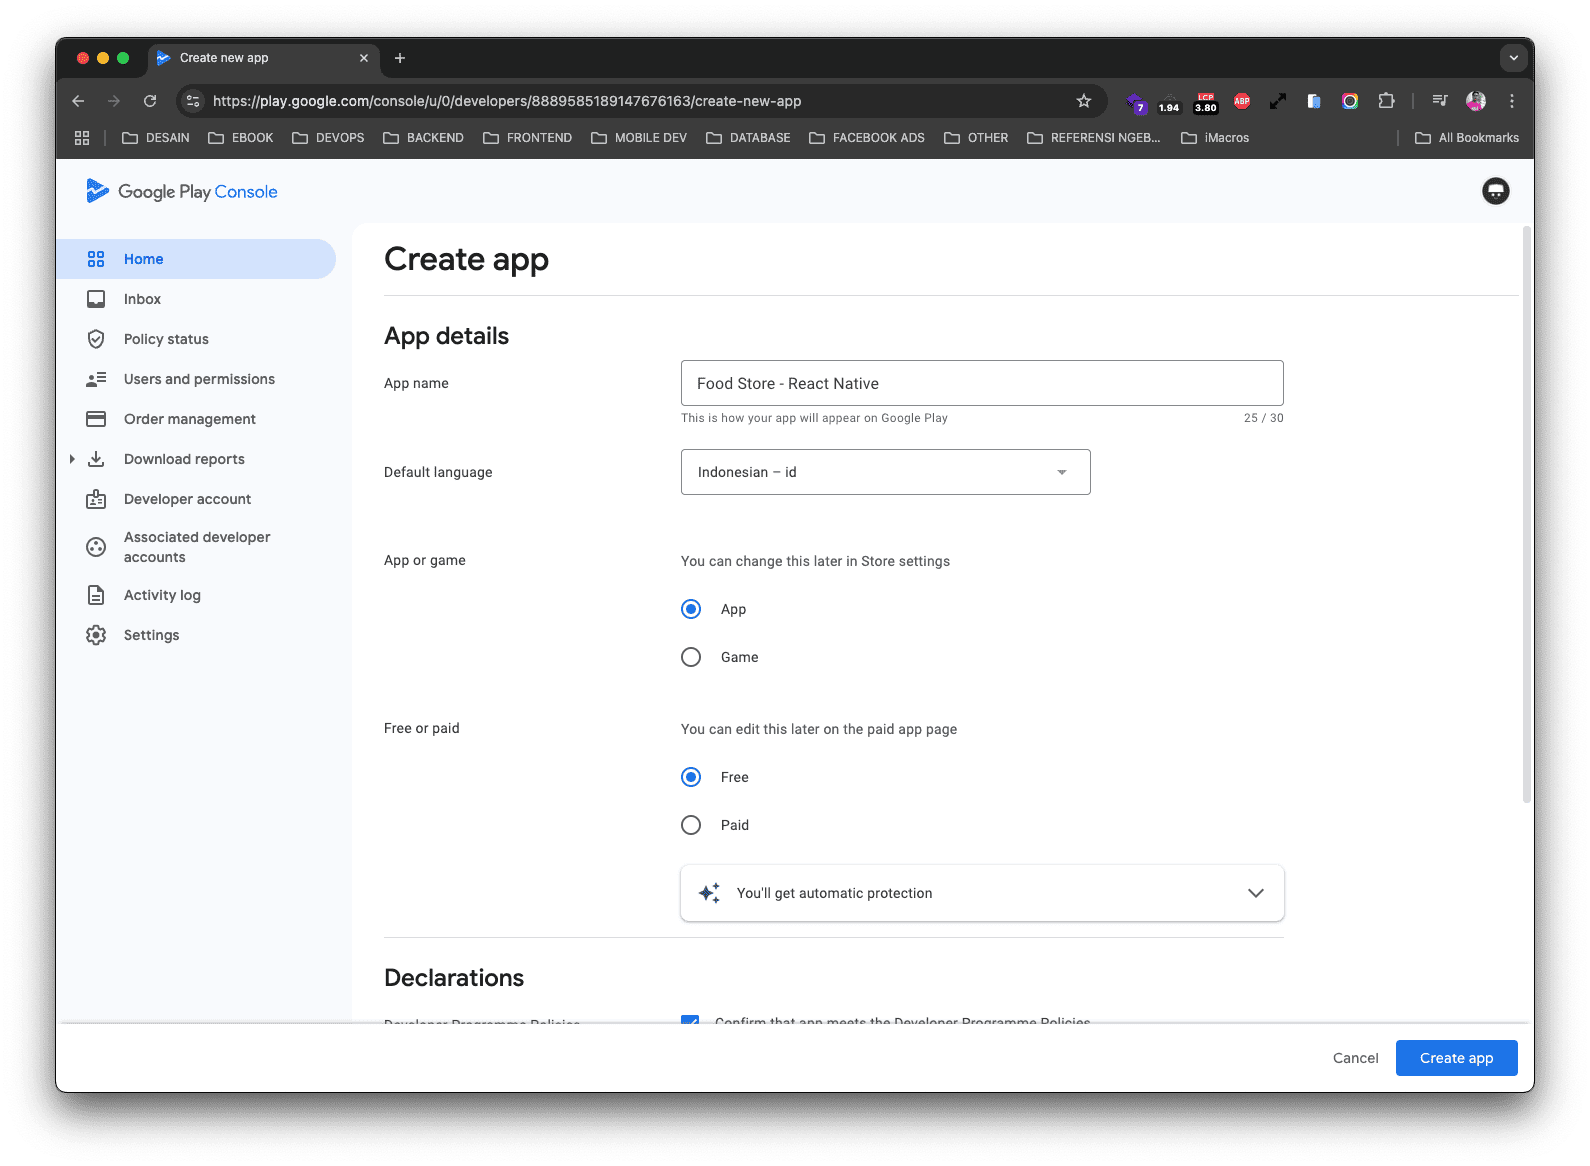 Create new app
https://play.google.com/console/u/0/developers/8889585189147676163/create-new-app
7
1.94
LCP
3.80
ABP
DESAIN
EBOOK
DEVOPS
BACKEND
FRONTEND
MOBILE DEV
DATABASE
FACEBOOK ADS
OTHER
REFERENSI NGEB...
iMacros
All Bookmarks
Google Play Console
Home
Inbox
Policy status
Users and permissions
Order management
Download reports
Developer account
Associated developer
accounts
Activity log
Settings
Create app
App details
App name
Food Store - React Native
This is how your app will appear on Google Play
25 / 30
Default language
Indonesian – id
App or game
You can change this later in Store settings
App
Game
Free or paid
You can edit this later on the paid app page
Free
Paid
You'll get automatic protection
Declarations
Developer Programme Policies
Confirm that app meets the Developer Programme Policies
Cancel
Create app